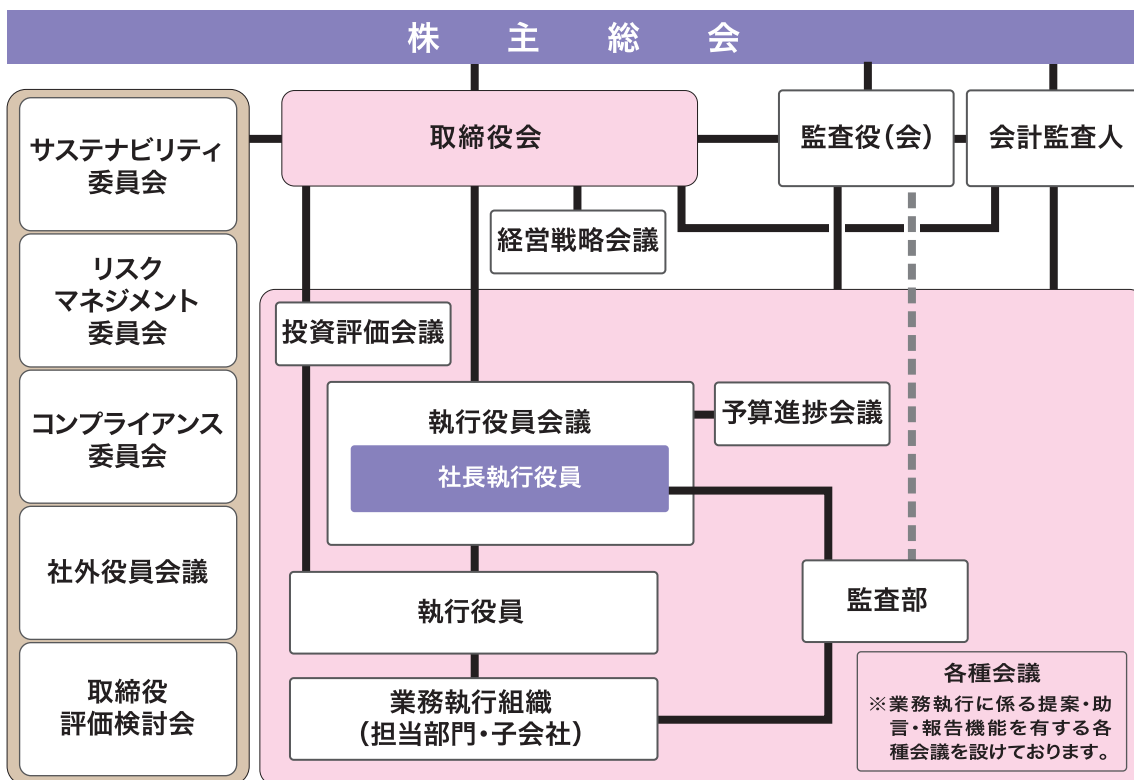 株主総会
サステナビリティ
委員会
リスク
マネジメント
委員会
コンプライアンス
委員会
社外役員会議
取締役
評価検討会
取締役会
監査役(会)
会計監査人
経営戦略会議
投資評価会議
執行役員会議
社長執行役員
予算進捗会議
執行役員
監査部
業務執行組織
(担当部門・子会社)
各種会議
※業務執行に係る提案・助
言・報告機能を有する各
種会議を設けております。